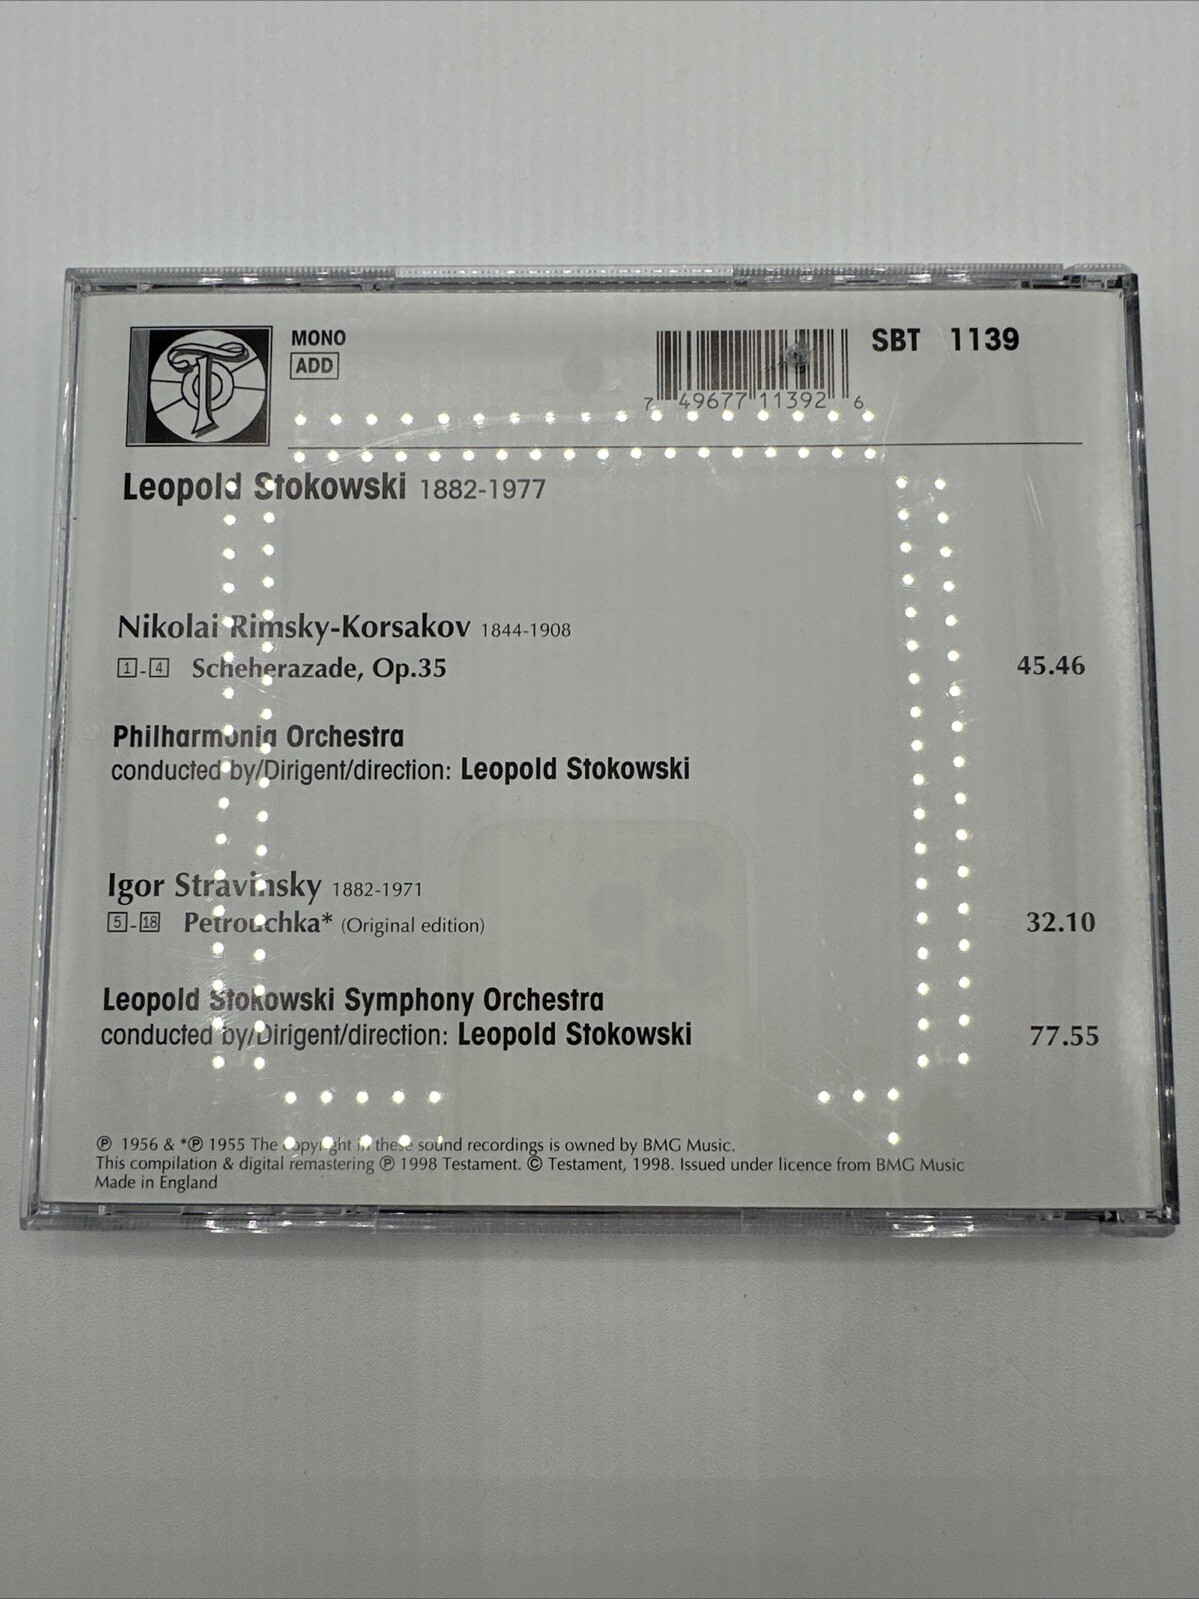 T
MONO
ADD
7 49677 11392 6
SBT 1139
Leopold Stokowski 1882-1977
Nikolai Rimsky-Korsakov 1844-1908
1-4 Scheherazade, Op.35 45.46
Philharmonia Orchestra
conducted by/Dirigent/direction: Leopold Stokowski
Igor Stravinsky 1882-1971
5-18 Petrouchka* (Original edition) 32.10
Leopold Stokowski Symphony Orchestra
conducted by/Dirigent/direction: Leopold Stokowski 77.55
℗ 1956 & *℗ 1955 The copyright in these sound recordings is owned by BMG Music.
This compilation & digital remastering ℗ 1998 Testament. © Testament, 1998. Issued under licence from BMG Music
Made in England